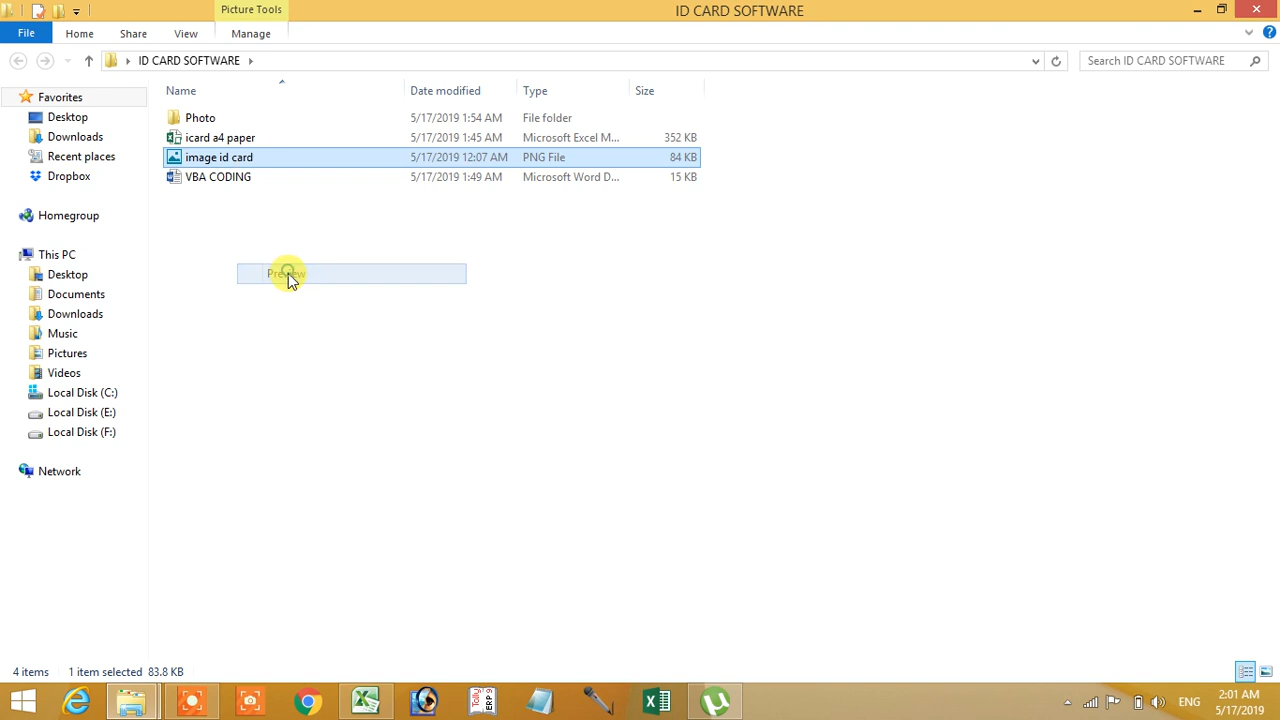 Picture Tools
ID CARD SOFTWARE
File
Home
Share
View
Manage
ID CARD SOFTWARE
Search ID CARD SOFTWARE
Name
Date modified
Type
Size
Favorites
Desktop
Downloads
Recent places
Dropbox
Homegroup
This PC
Desktop
Documents
Downloads
Music
Pictures
Videos
Local Disk (C:)
Local Disk (E:)
Local Disk (F:)
Network
Photo 5/17/2019 1:54 AM File folder
icard a4 paper 5/17/2019 1:45 AM Microsoft Excel M... 352 KB
image id card 5/17/2019 12:07 AM PNG File 84 KB
VBA CODING 5/17/2019 1:49 AM Microsoft Word D... 15 KB
Preview
4 items 1 item selected 83.8 KB
Tally
ERP 9
ENG
2:01 AM
5/17/2019